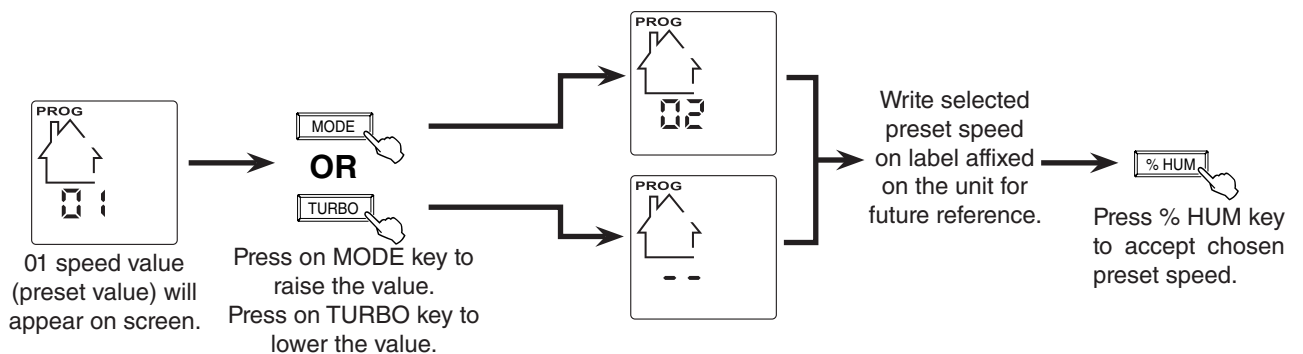 PROG
01
01 speed value
(preset value) will
appear on screen.
MODE
OR
TURBO
Press on MODE key to
raise the value.
Press on TURBO key to
lower the value.
PROG
02
PROG
--
Write selected
preset speed
on label affixed
on the unit for
future reference.
% HUM
Press % HUM key
to accept chosen
preset speed.